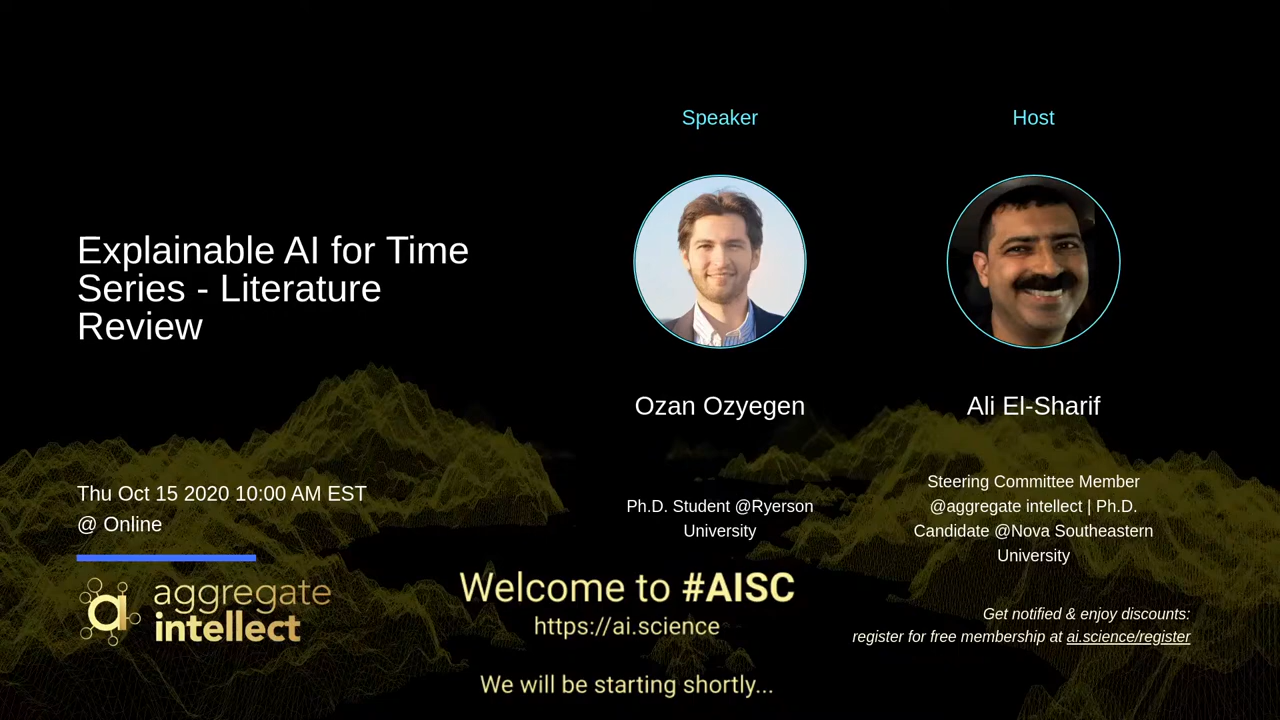 Explainable AI for Time
Series - Literature
Review
Thu Oct 15 2020 10:00 AM EST
@ Online
aggregate
intellect
Speaker
Ozan Ozyegen
Ph.D. Student @Ryerson
University
Host
Ali El-Sharif
Steering Committee Member
@aggregate intellect | Ph.D.
Candidate @Nova Southeastern
University
Welcome to #AISC
https://ai.science
We will be starting shortly...
Get notified & enjoy discounts:
register for free membership at ai.science/register